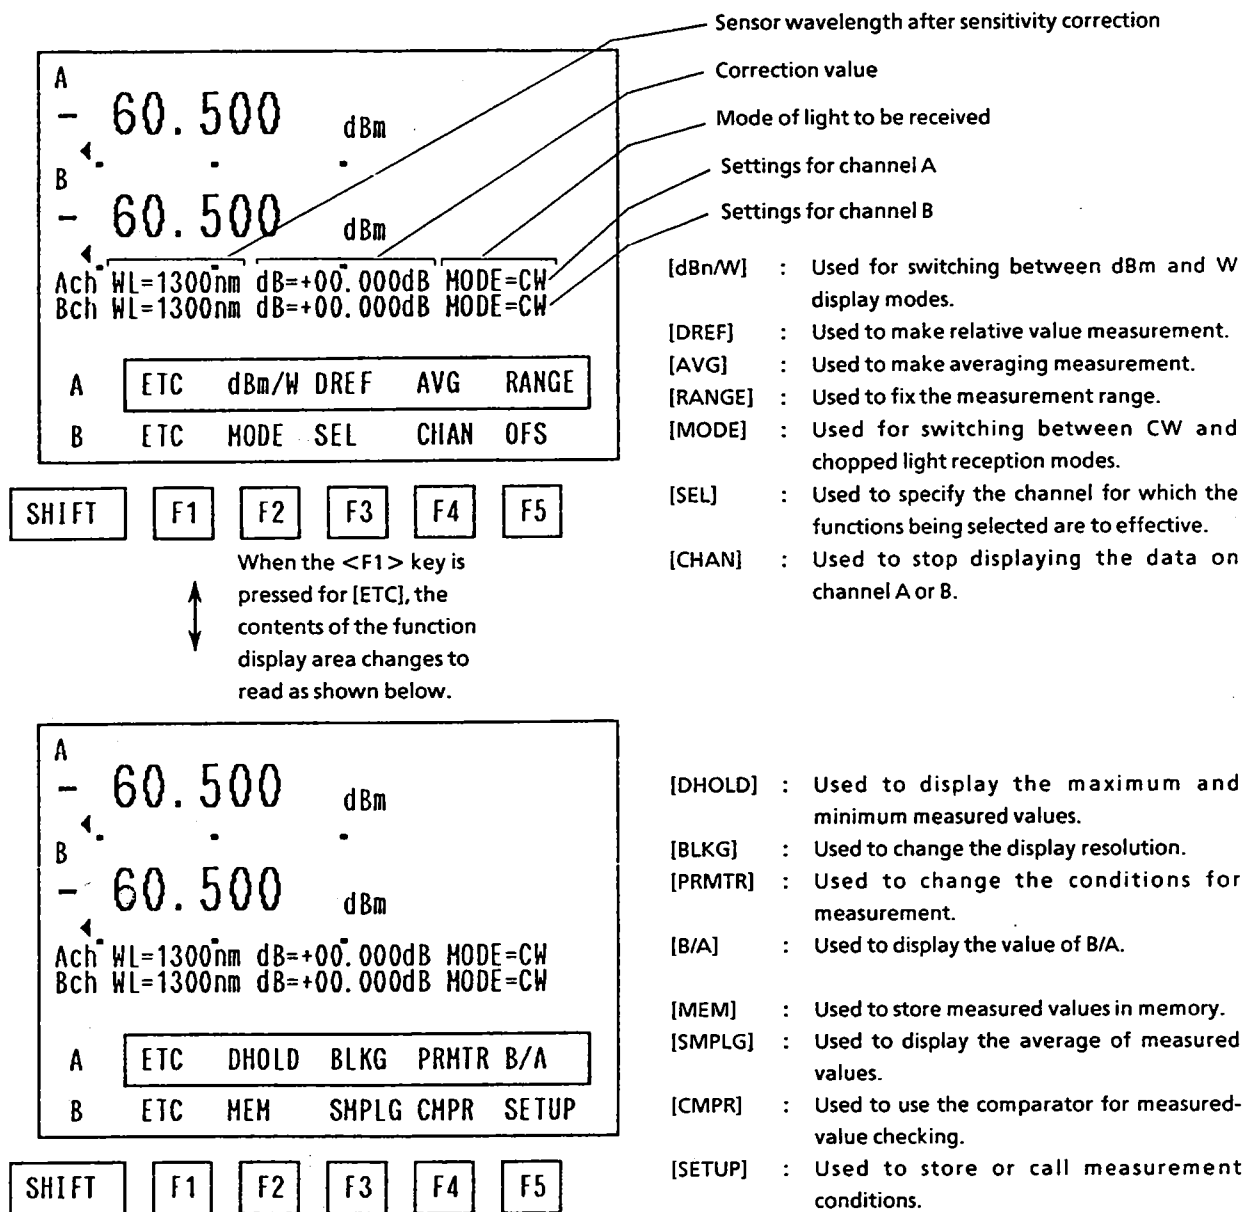 Sensor wavelength after sensitivity correction
Correction value
Mode of light to be received
Settings for channel A
Settings for channel B
A
- 60.500 dBm
B
- 60.500 dBm
Ach WL=1300nm dB=+00.000dB MODE=CW
Bch WL=1300nm dB=+00.000dB MODE=CW
A ETC dBm/W DREF AVG RANGE
B ETC MODE SEL CHAN OFS
SHIFT F1 F2 F3 F4 F5
[dBn/W] : Used for switching between dBm and W
display modes.
[DREF] : Used to make relative value measurement.
[AVG] : Used to make averaging measurement.
[RANGE] : Used to fix the measurement range.
[MODE] : Used for switching between CW and
chopped light reception modes.
[SEL] : Used to specify the channel for which the
functions being selected are to effective.
[CHAN] : Used to stop displaying the data on
channel A or B.
When the <F1> key is
pressed for [ETC], the
contents of the function
display area changes to
read as shown below.
A
- 60.500 dBm
B
- 60.500 dBm
Ach WL=1300nm dB=+00.000dB MODE=CW
Bch WL=1300nm dB=+00.000dB MODE=CW
A ETC DHOLD BLKG PRMTR B/A
B ETC MEM SMPLG CMPR SETUP
SHIFT F1 F2 F3 F4 F5
[DHOLD] : Used to display the maximum and
minimum measured values.
[BLKG] : Used to change the display resolution.
[PRMTR] : Used to change the conditions for
measurement.
[B/A] : Used to display the value of B/A.
[MEM] : Used to store measured values in memory.
[SMPLG] : Used to display the average of measured
values.
[CMPR] : Used to use the comparator for measured-
value checking.
[SETUP] : Used to store or call measurement
conditions.